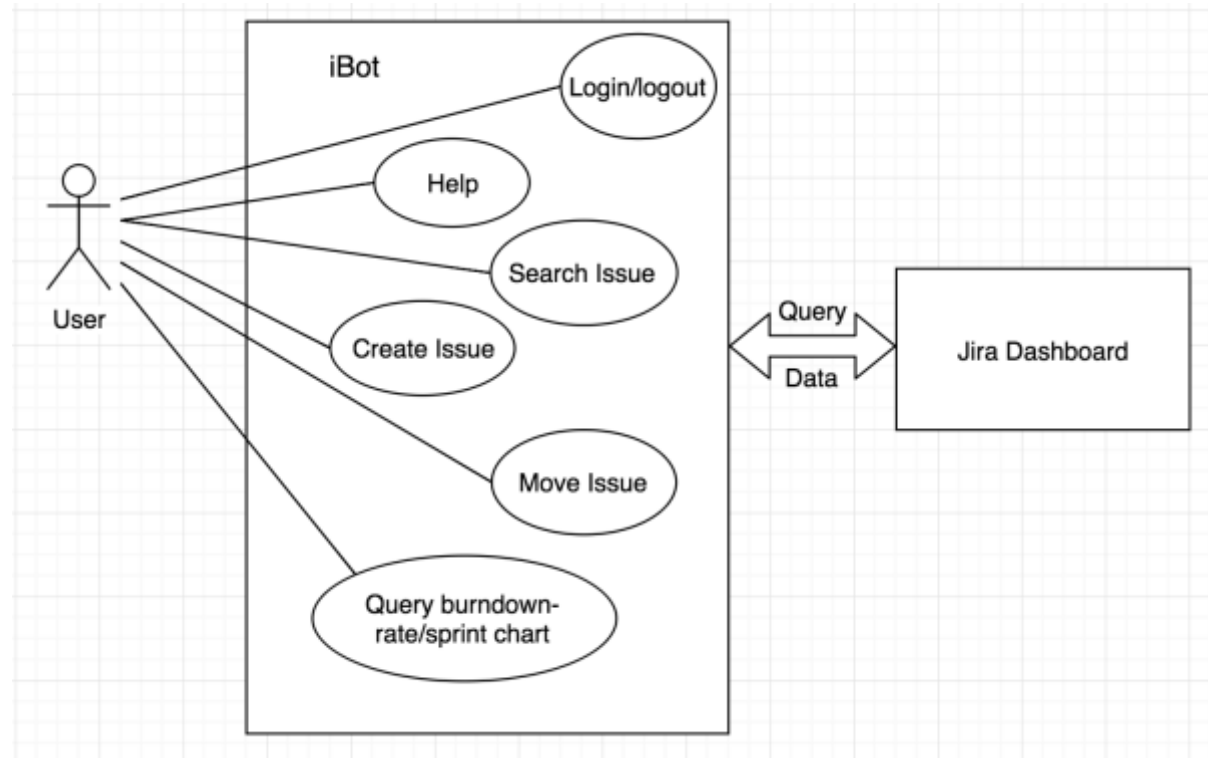 iBot
Login/logout
Help
Search Issue
User
Create Issue
Query
Data
Jira Dashboard
Move Issue
Query burndown-
rate/sprint chart